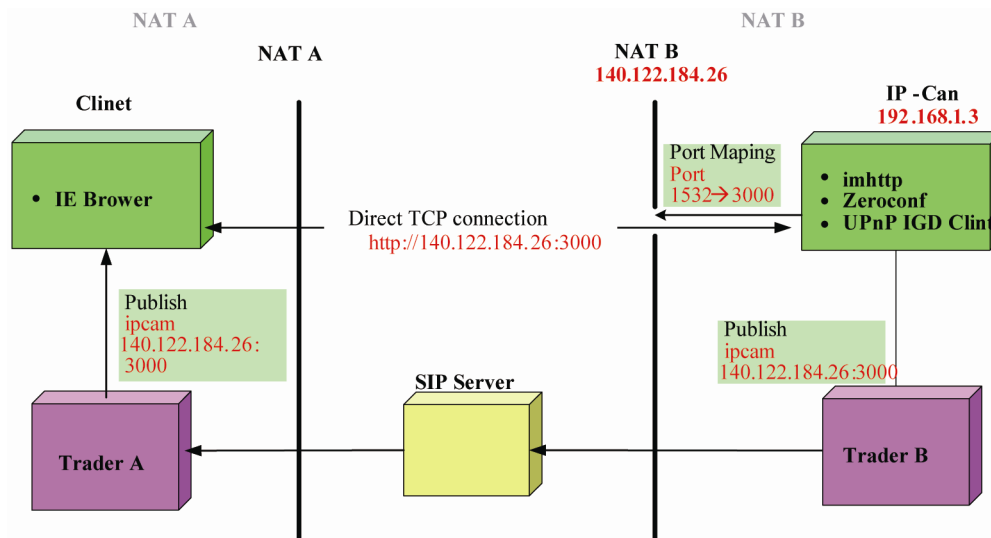 NAT A
NAT B
NAT A
NAT B
140.122.184.26
Clinet
IP -Can
192.168.1.3
• IE Brower
Port Maping
Port
1532→3000
• imhttp
• Zeroconf
• UPnP IGD Clint
Direct TCP connection
http://140.122.184.26:3000
Publish
ipcam
140.122.184.26:
3000
Publish
ipcam
140.122.184.26:3000
SIP Server
Trader A
Trader B